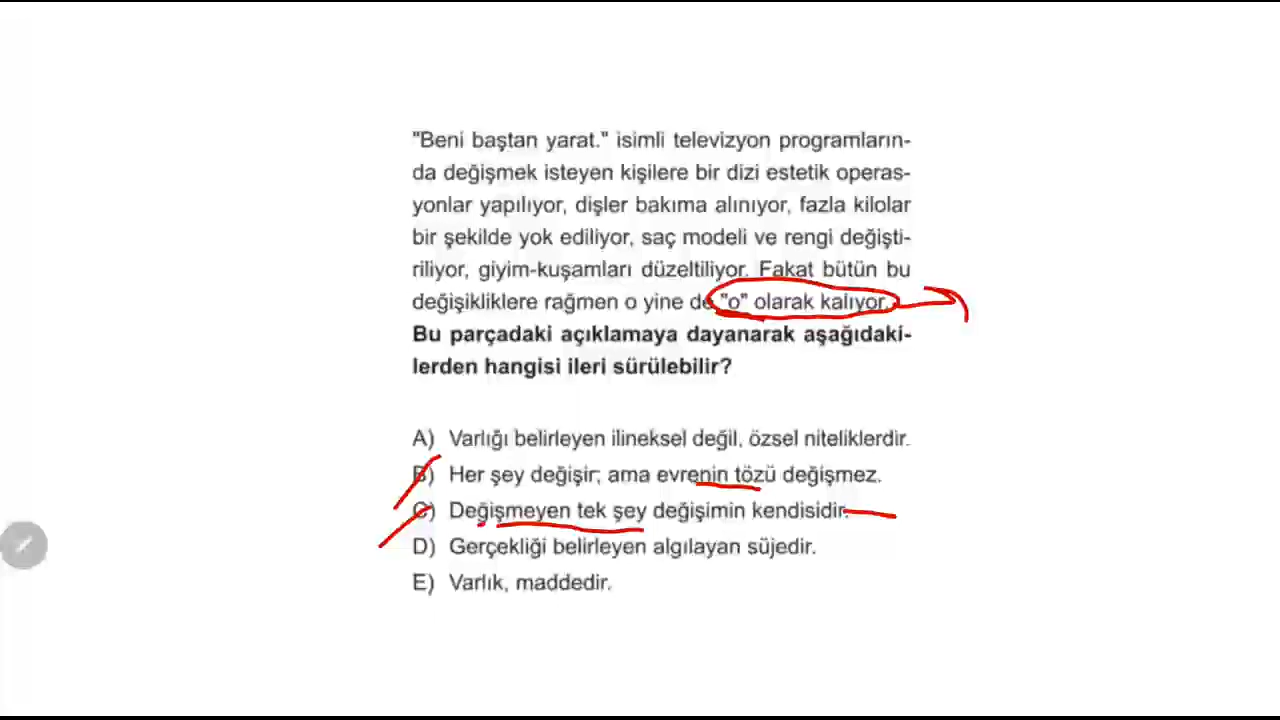 "Beni baştan yarat." isimli televizyon programların-
da değişmek isteyen kişilere bir dizi estetik operas-
yonlar yapılıyor, dişler bakıma alınıyor, fazla kilolar
bir şekilde yok ediliyor, saç modeli ve rengi değişti-
riliyor, giyim-kuşamları düzeltiliyor. Fakat bütün bu
değişikliklere rağmen o yine de "o" olarak kalıyor.
Bu parçadaki açıklamaya dayanarak aşağıdaki-
lerden hangisi ileri sürülebilir?
A) Varlığı belirleyen ilineksel değil, özsel niteliklerdir.
B) Her şey değişir; ama evrenin tözü değişmez.
C) Değişmeyen tek şey değişimin kendisidir.
D) Gerçekliği belirleyen algılayan süjedir.
E) Varlık, maddedir.